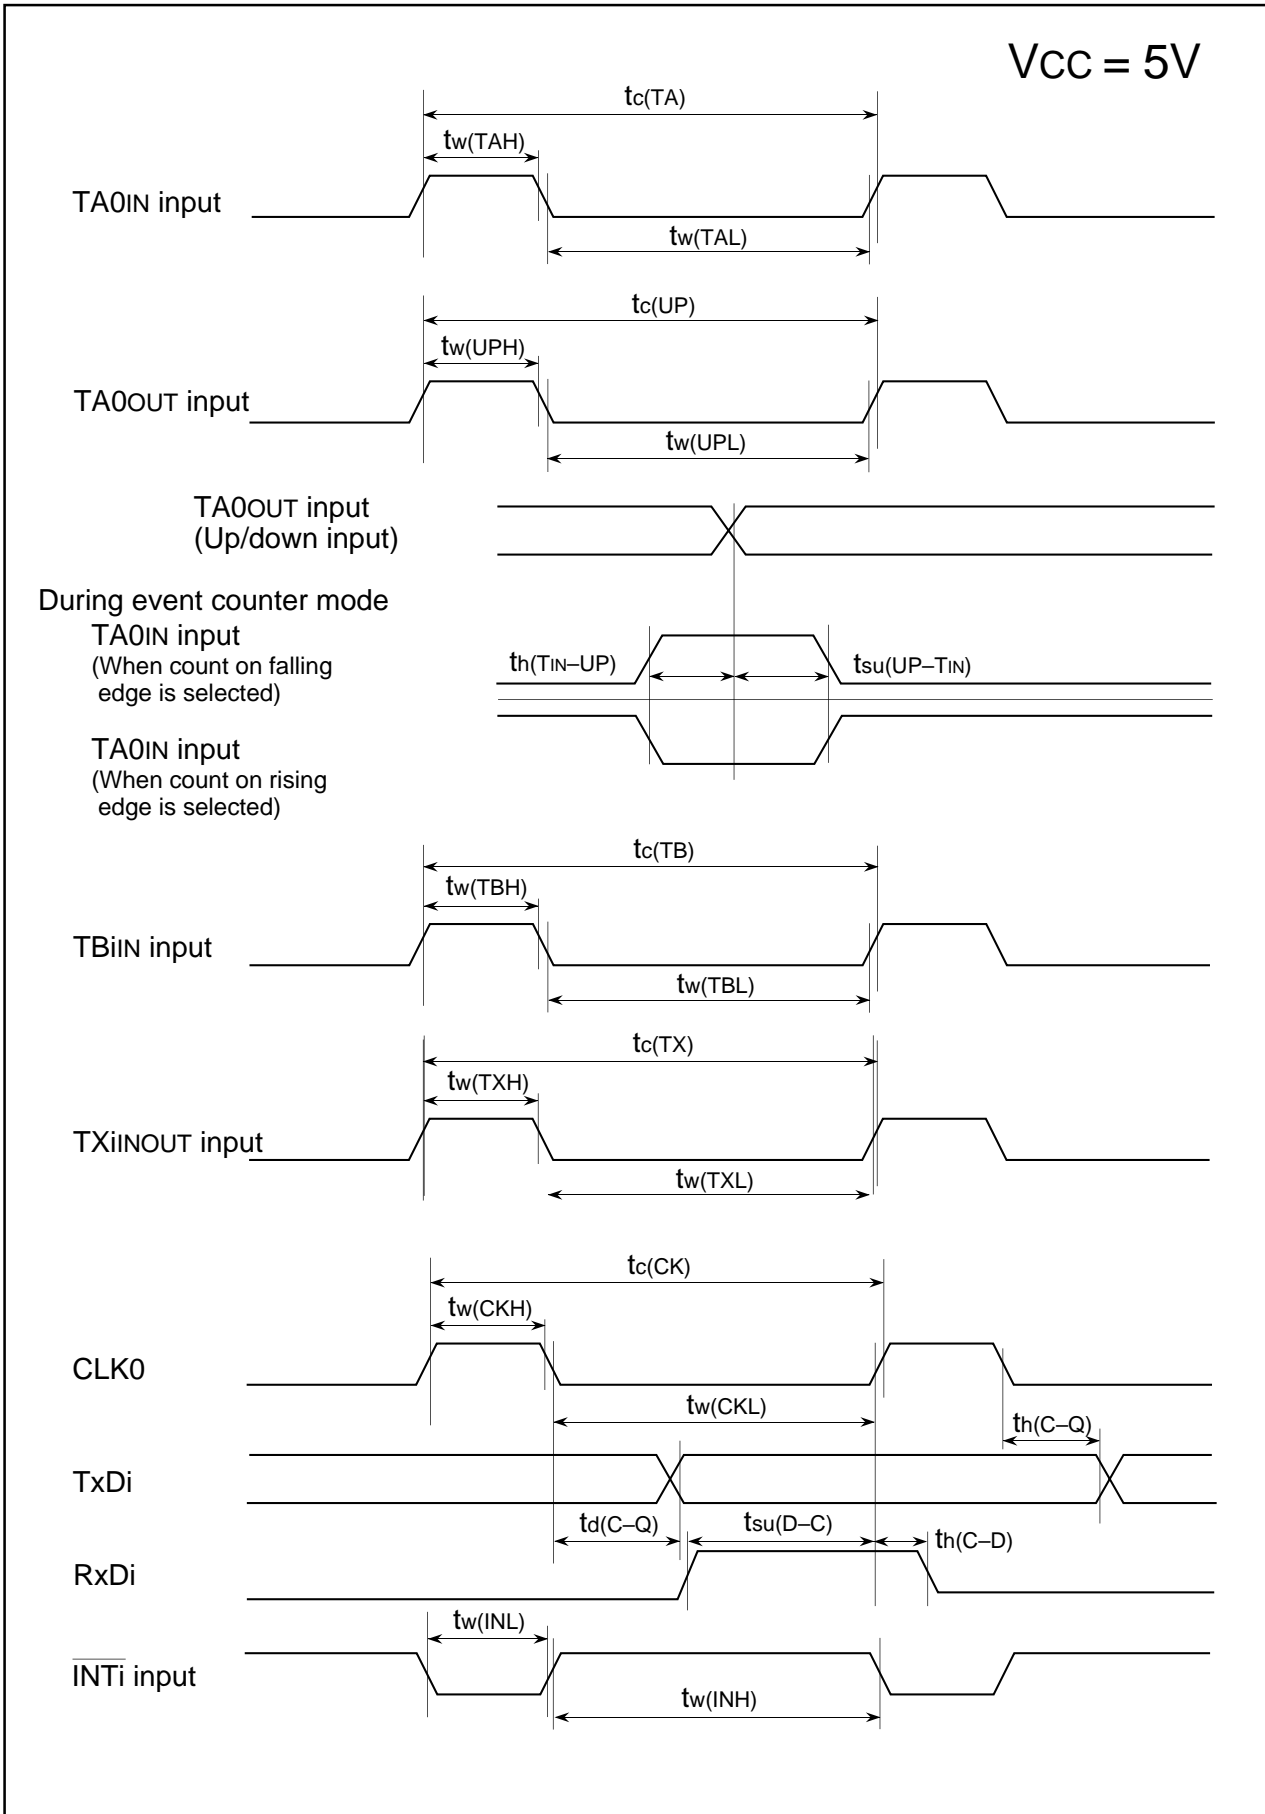 VCC = 5V
tc(TA)
tw(TAH)
TA0IN input
tw(TAL)
tc(UP)
tw(UPH)
TA0OUT input
tw(UPL)
TA0OUT input
(Up/down input)
During event counter mode
TA0IN input
(When count on falling
edge is selected)
th(TIN–UP)
tsu(UP–TIN)
TA0IN input
(When count on rising
edge is selected)
tc(TB)
tw(TBH)
TBiIN input
tw(TBL)
tc(TX)
tw(TXH)
TXiINOUT input
tw(TXL)
tc(CK)
tw(CKH)
CLK0
tw(CKL)
th(C–Q)
TxDi
td(C–Q)
tsu(D–C)
th(C–D)
RxDi
tw(INL)
INTi input
tw(INH)